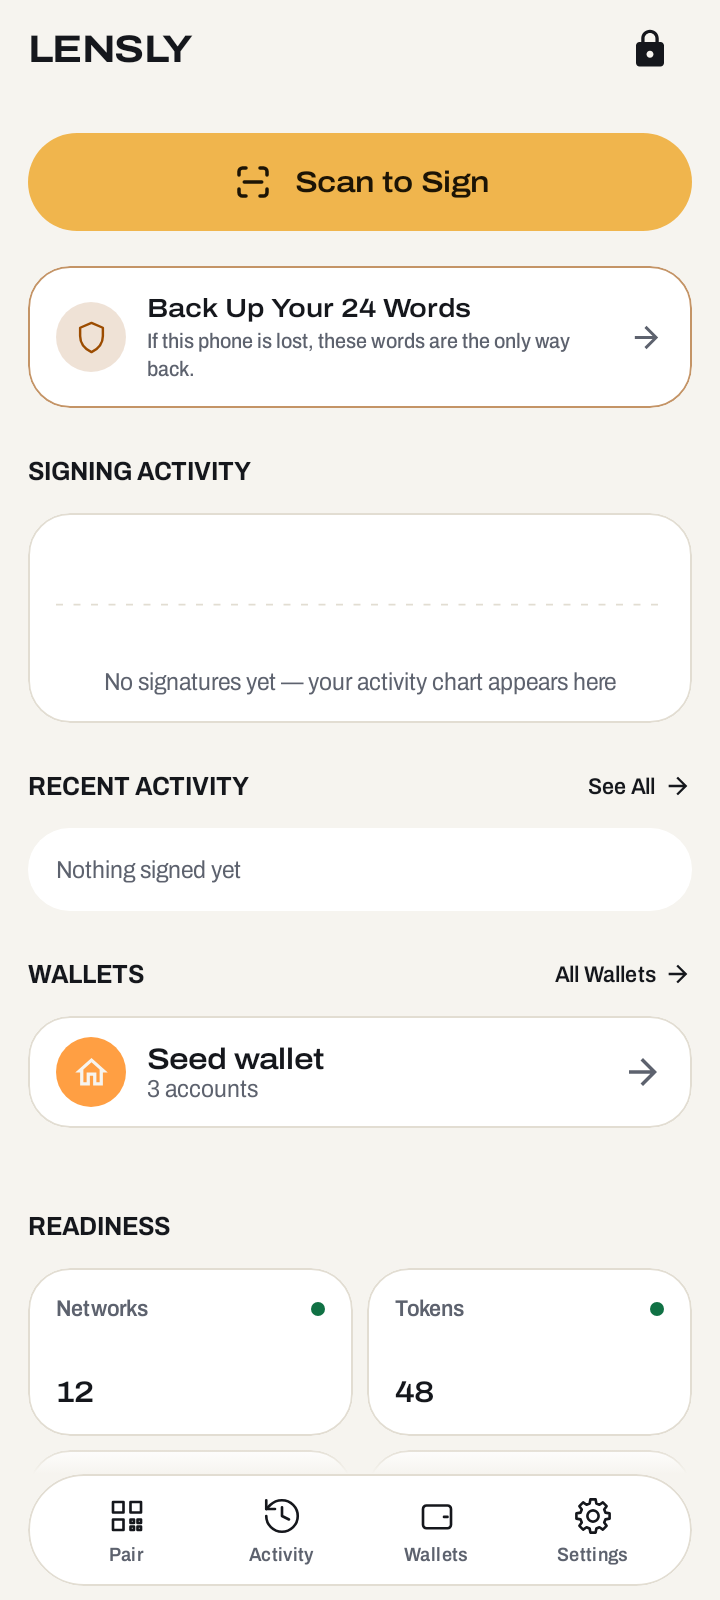 LENSLY
Scan to Sign
Back Up Your 24 Words
If this phone is lost, these words are the only way
back.
SIGNING ACTIVITY
No signatures yet — your activity chart appears here
RECENT ACTIVITY
See All
Nothing signed yet
WALLETS
All Wallets
Seed wallet
3 accounts
READINESS
Networks
Tokens
12
48
Pair
Activity
Wallets
Settings